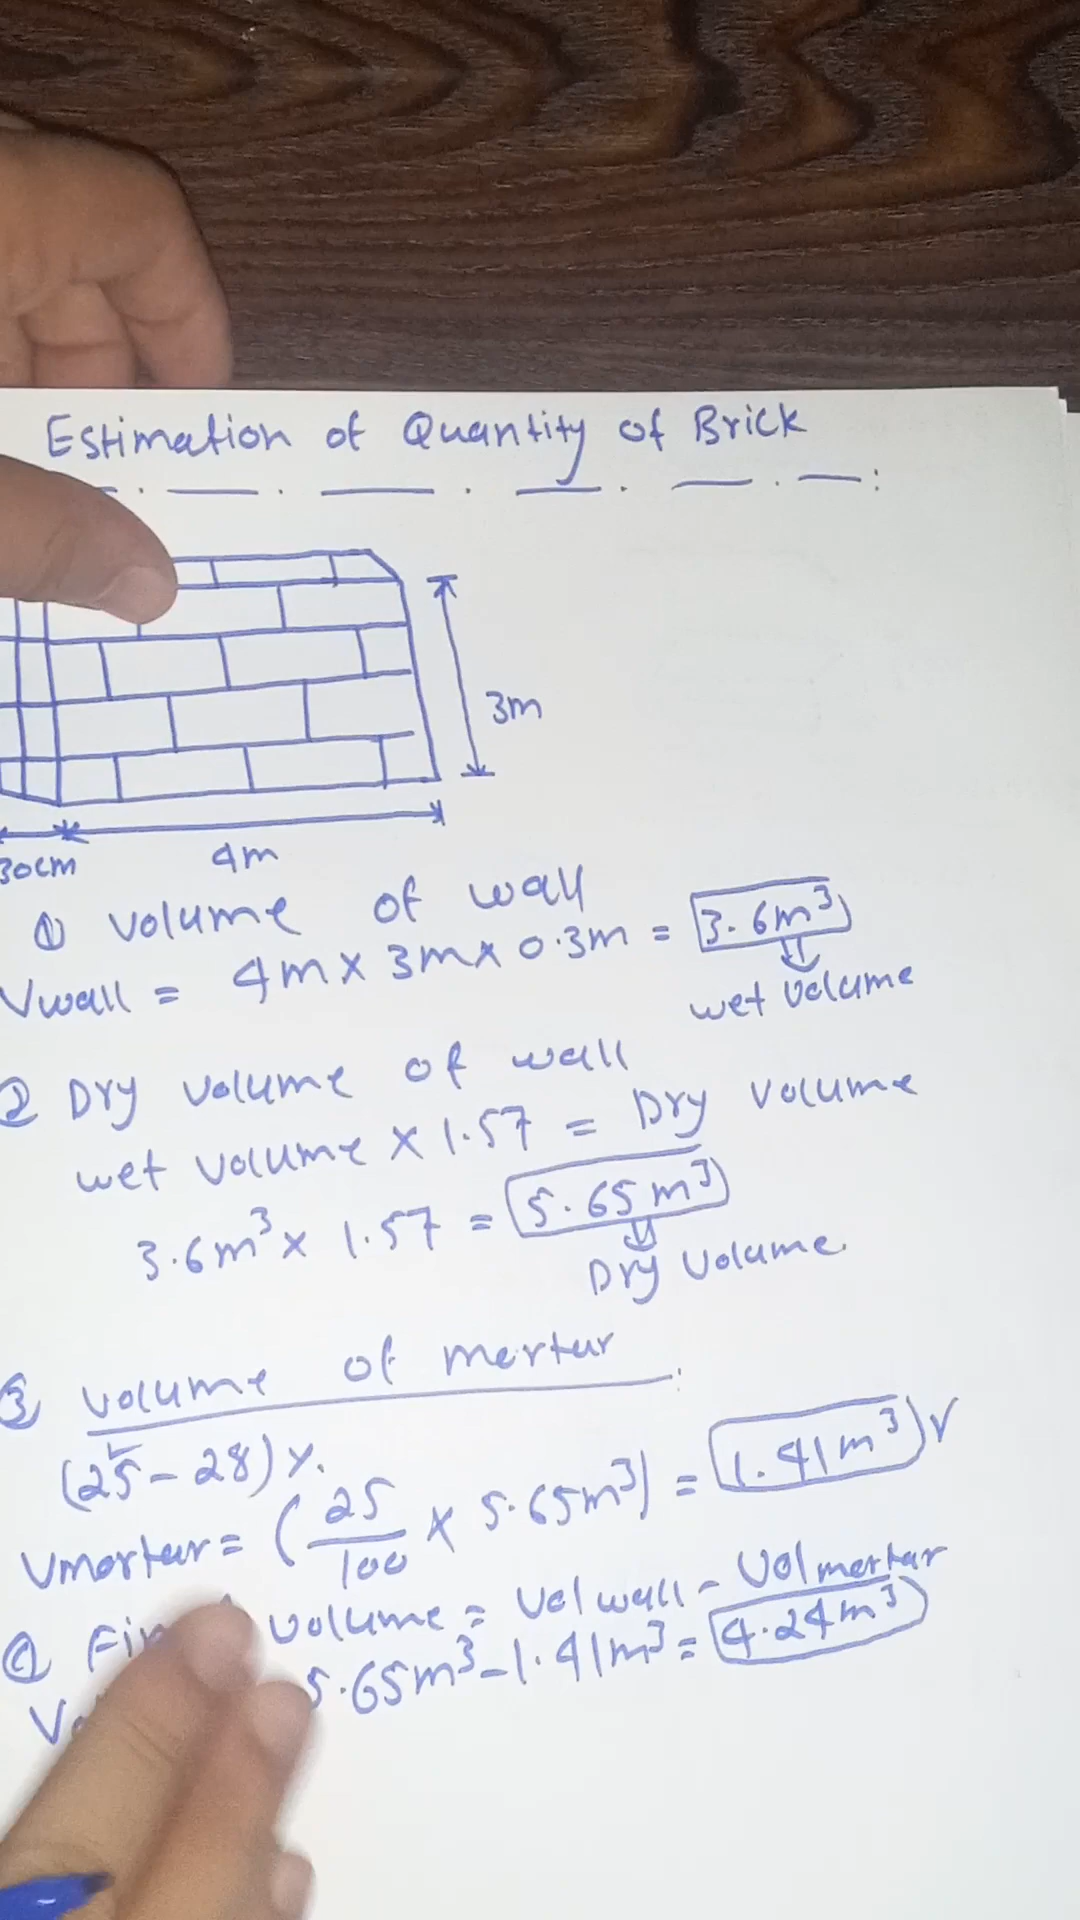 Estimation of Quantity of Brick
3m
30cm
4m
① volume of wall
Vwall = 4m x 3m x 0.3m = 3.6m³
wet volume
② Dry volume of wall
wet volume x 1.57 = Dry volume
3.6m³ x 1.57 = 5.65m³
Dry volume
③ volume of mortar
(25-28)%
Vmortar = (25/100 x 5.65m³) = 1.41m³ ✓
④ volume = vol wall - Vol mortar
5.65m³ - 1.41m³ = 4.24m³